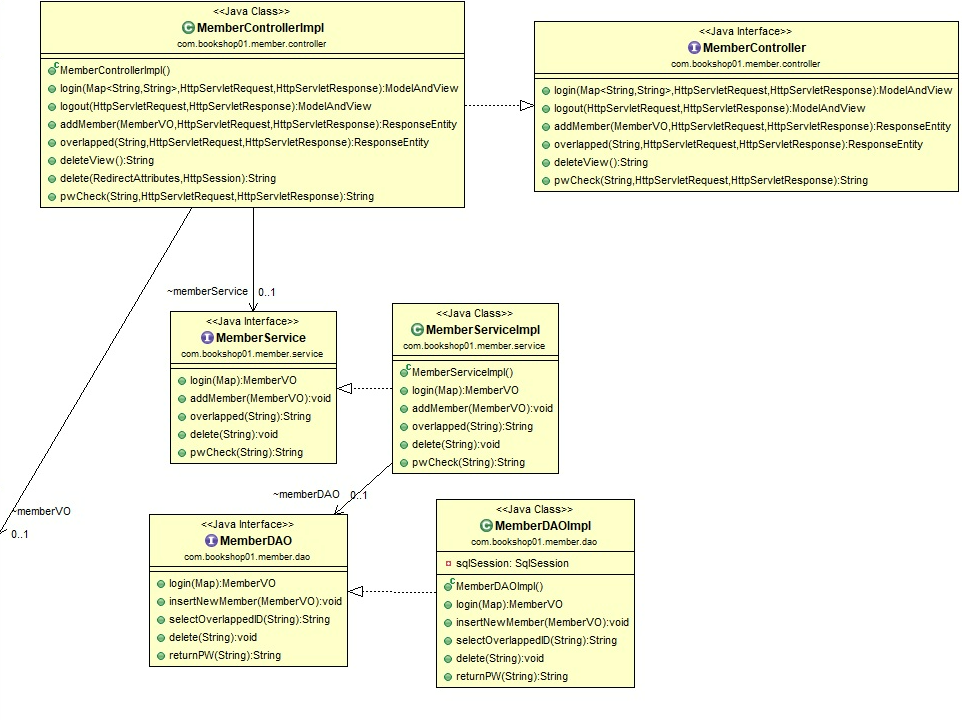 <<Java Class>>
MemberControllerImpl
com.bookshop01.member.controller
MemberControllerImpl()
login(Map<String,String>,HttpServletRequest,HttpServletResponse):ModelAndView
logout(HttpServletRequest,HttpServletResponse):ModelAndView
addMember(MemberVO,HttpServletRequest,HttpServletResponse):ResponseEntity
overlapped(String,HttpServletRequest,HttpServletResponse):ResponseEntity
deleteView():String
delete(RedirectAttributes,HttpSession):String
pwCheck(String,HttpServletRequest,HttpServletResponse):String
<<Java Interface>>
MemberController
com.bookshop01.member.controller
login(Map<String,String>,HttpServletRequest,HttpServletResponse):ModelAndView
logout(HttpServletRequest,HttpServletResponse):ModelAndView
addMember(MemberVO,HttpServletRequest,HttpServletResponse):ResponseEntity
overlapped(String,HttpServletRequest,HttpServletResponse):ResponseEntity
deleteView():String
pwCheck(String,HttpServletRequest,HttpServletResponse):String
~memberService 0..1
<<Java Interface>>
MemberService
com.bookshop01.member.service
login(Map):MemberVO
addMember(MemberVO):void
overlapped(String):String
delete(String):void
pwCheck(String):String
<<Java Class>>
MemberServiceImpl
com.bookshop01.member.service
MemberServiceImpl()
login(Map):MemberVO
addMember(MemberVO):void
overlapped(String):String
delete(String):void
pwCheck(String):String
~memberDAO 0..1
~memberVO
0..1
<<Java Interface>>
MemberDAO
com.bookshop01.member.dao
login(Map):MemberVO
insertNewMember(MemberVO):void
selectOverlappedID(String):String
delete(String):void
returnPW(String):String
<<Java Class>>
MemberDAOImpl
com.bookshop01.member.dao
sqlSession: SqlSession
MemberDAOImpl()
login(Map):MemberVO
insertNewMember(MemberVO):void
selectOverlappedID(String):String
delete(String):void
returnPW(String):String